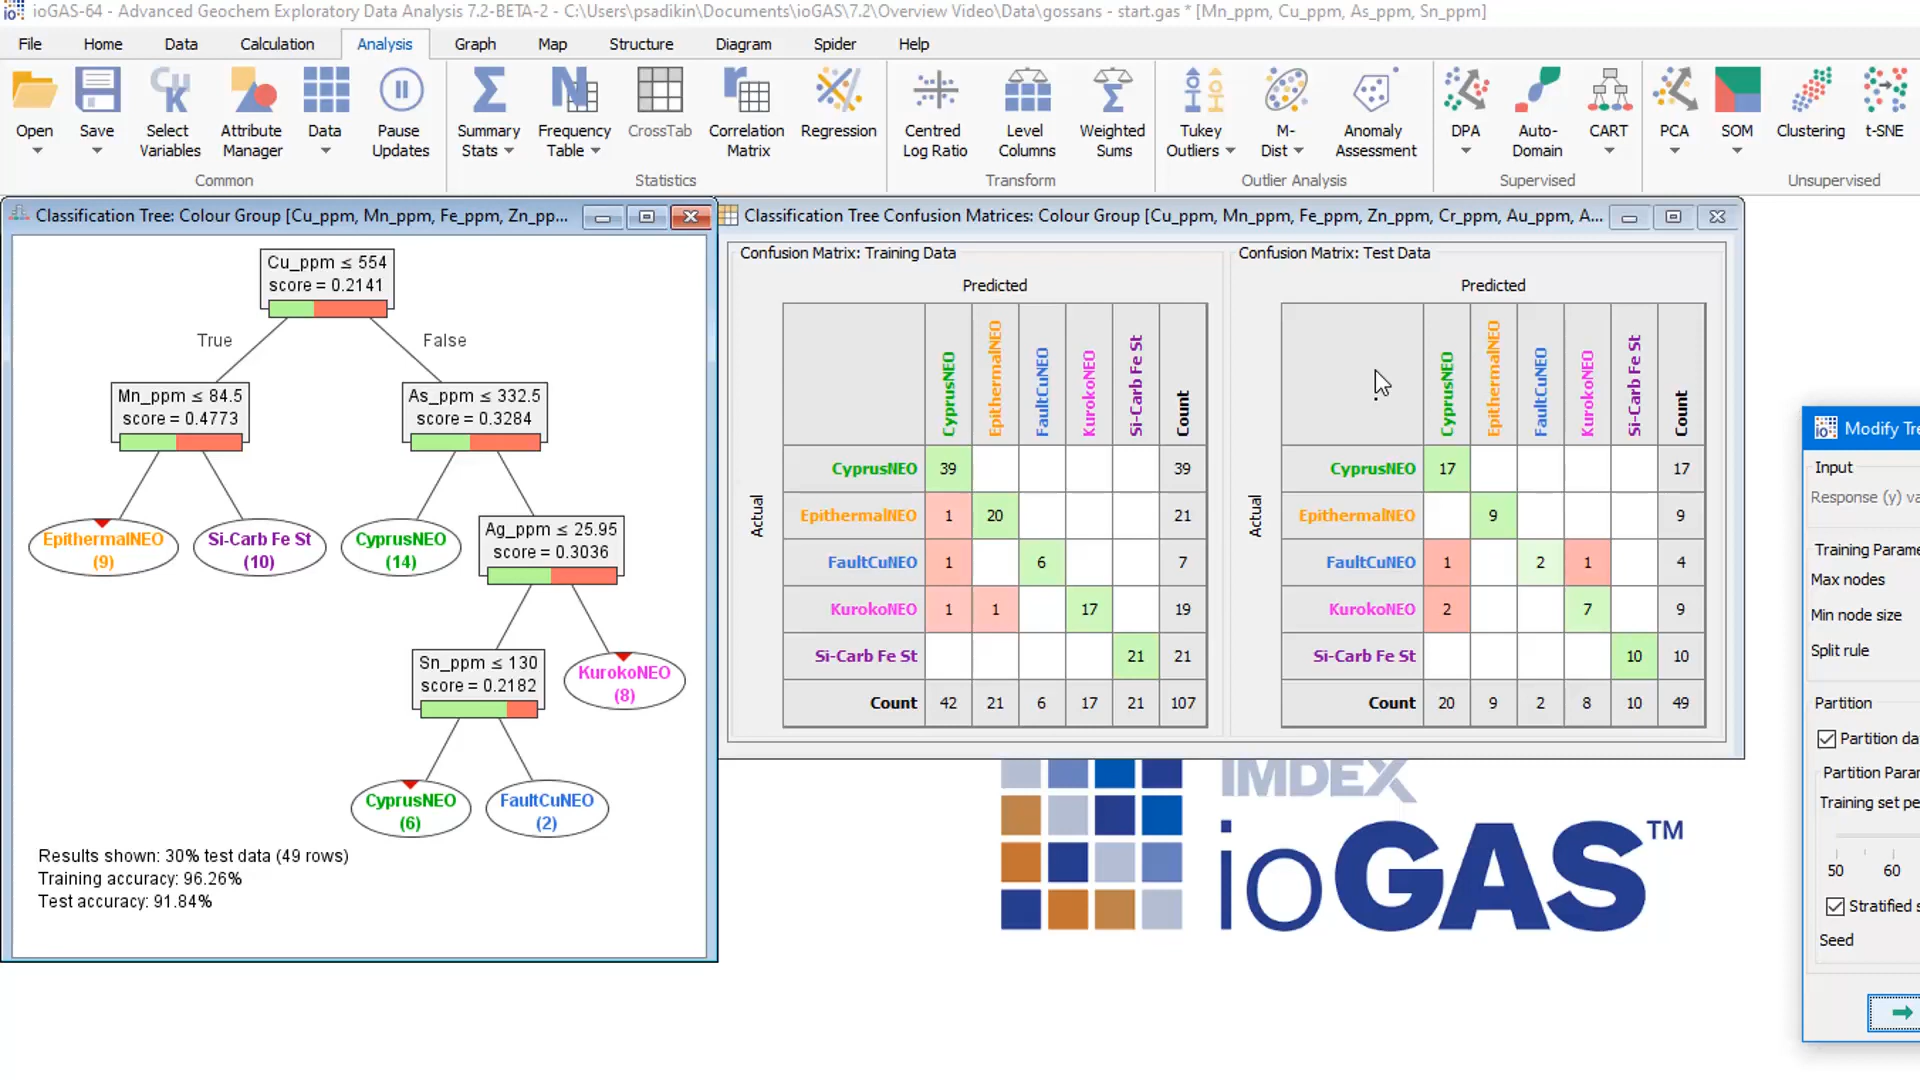 ioGAS-64 - Advanced Geochem Exploratory Data Analysis 7.2-BETA-2 - C:\Users\psadikin\Documents\ioGAS\7.2\Overview Video\Data\gossans - start.gas * [Mn_ppm, Cu_ppm, As_ppm, Sn_ppm]
File Home Data Calculation Analysis Graph Map Structure Diagram Spider Help
Open Save Select Variables Attribute Manager Data Pause Updates Summary Stats Frequency Table CrossTab Correlation Matrix Regression Centred Log Ratio Level Columns Weighted Sums Tukey Outliers M-Dist Anomaly Assessment DPA Auto-Domain CART PCA SOM Clustering t-SNE
Common Statistics Transform Outlier Analysis Supervised Unsupervised
Classification Tree: Colour Group [Cu_ppm, Mn_ppm, Fe_ppm, Zn_pp...
Cu_ppm ≤ 554
score = 0.2141
True False
Mn_ppm ≤ 84.5
score = 0.4773
As_ppm ≤ 332.5
score = 0.3284
EpithermalNEO
(9)
Si-Carb Fe St
(10)
CyprusNEO
(14)
Ag_ppm ≤ 25.95
score = 0.3036
Sn_ppm ≤ 130
score = 0.2182
KurokoNEO
(8)
CyprusNEO
(6)
FaultCuNEO
(2)
Results shown: 30% test data (49 rows)
Training accuracy: 96.26%
Test accuracy: 91.84%
Classification Tree Confusion Matrices: Colour Group [Cu_ppm, Mn_ppm, Fe_ppm, Zn_ppm, Cr_ppm, Au_ppm, A...
Confusion Matrix: Training Data
Predicted
CyprusNEO EpithermalNEO FaultCuNEO KurokoNEO Si-Carb Fe St Count
Actual
CyprusNEO 39 39
EpithermalNEO 1 20 21
FaultCuNEO 1 6 7
KurokoNEO 1 1 17 19
Si-Carb Fe St 21 21
Count 42 21 6 17 21 107
Confusion Matrix: Test Data
Predicted
CyprusNEO EpithermalNEO FaultCuNEO KurokoNEO Si-Carb Fe St Count
Actual
CyprusNEO 17 17
EpithermalNEO 9 9
FaultCuNEO 1 2 1 4
KurokoNEO 2 7 9
Si-Carb Fe St 10 10
Count 20 9 2 8 10 49
IMDEX
ioGAS™
io
Modify Tre
Input
Response (y) va
Training Parame
Max nodes
Min node size
Split rule
Partition
Partition da
Partition Parar
Training set pe
50 60
Stratified s
Seed